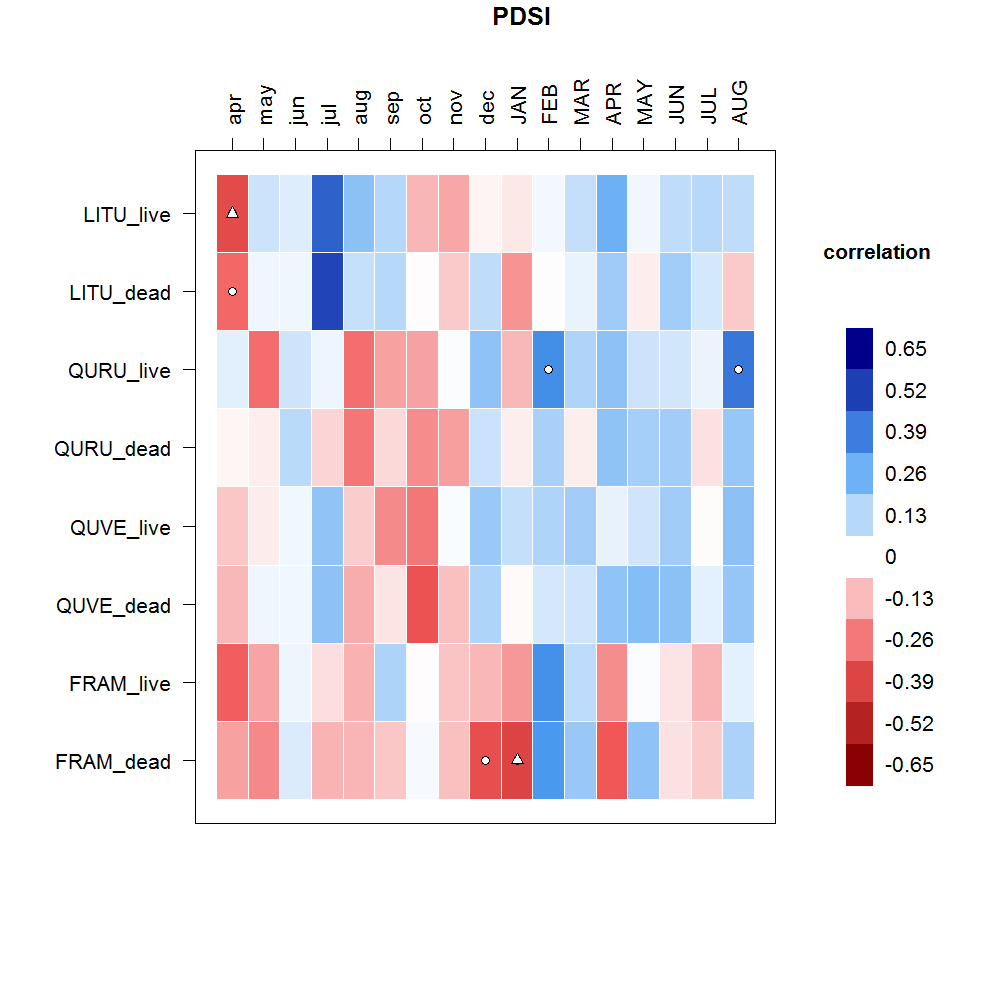 PDSI
apr may jun jul aug sep oct nov dec JAN FEB MAR APR MAY JUN JUL AUG
LITU_live
LITU_dead
QURU_live
QURU_dead
QUVE_live
QUVE_dead
FRAM_live
FRAM_dead
correlation
0.65
0.52
0.39
0.26
0.13
0
-0.13
-0.26
-0.39
-0.52
-0.65